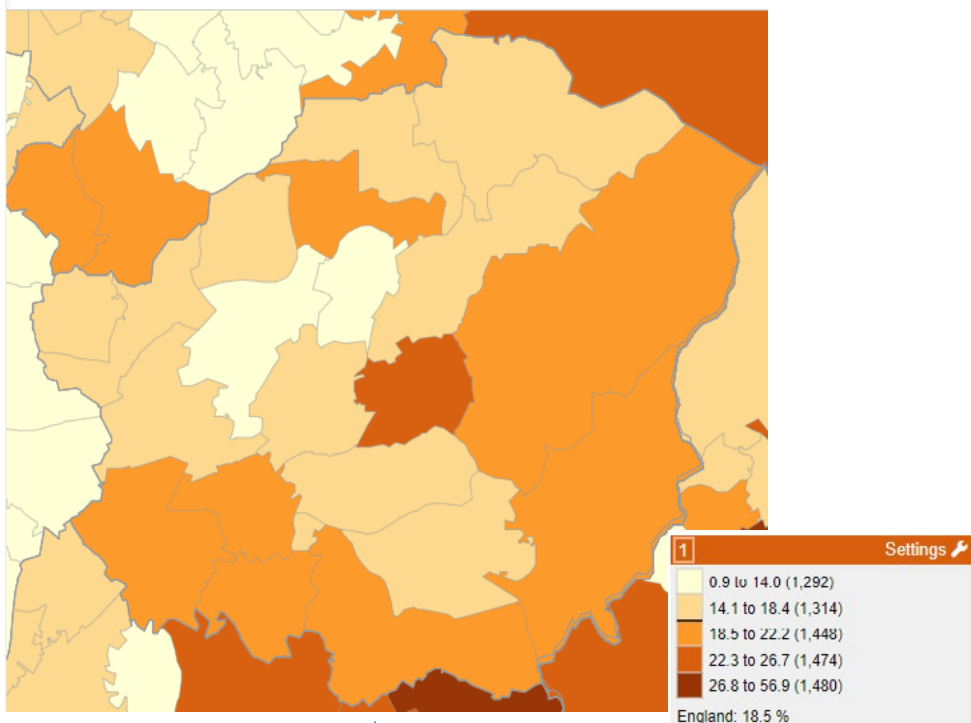 1 Settings
0.9 to 14.0 (1,292)
14.1 to 18.4 (1,314)
18.5 to 22.2 (1,448)
22.3 to 26.7 (1,474)
26.8 to 56.9 (1,480)
England: 18.5 %